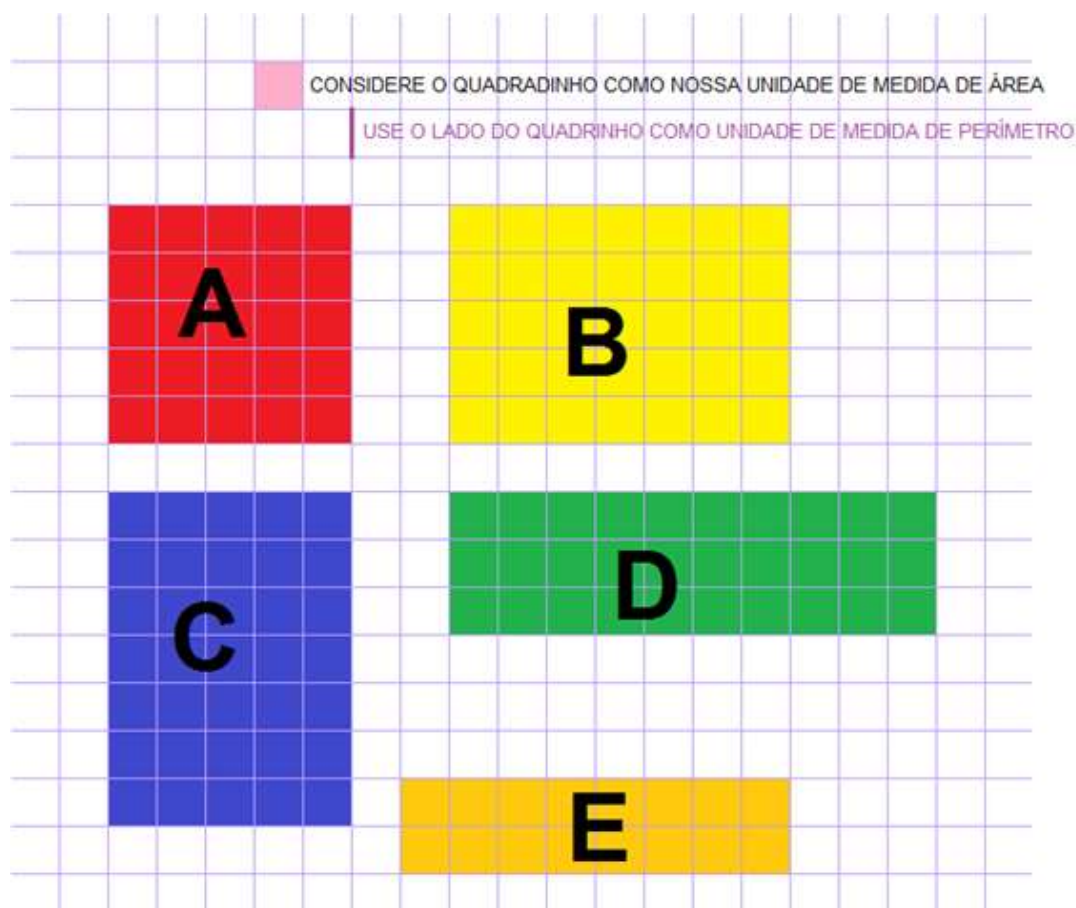 CONSIDERE O QUADRADINHO COMO NOSSA UNIDADE DE MEDIDA DE ÁREA
USE O LADO DO QUADRINHO COMO UNIDADE DE MEDIDA DE PERÍMETRO
A
B
C
D
E